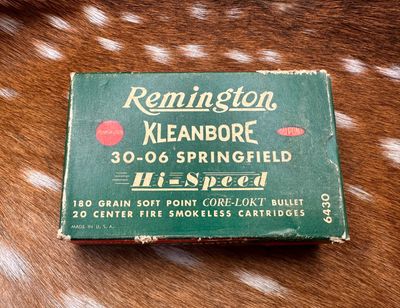 Remington
KLEANBORE
DUPONT
30-06 SPRINGFIELD
Hi-Speed
180 GRAIN SOFT POINT CORE-LOKT BULLET
20 CENTER FIRE SMOKELESS CARTRIDGES
MADE IN U.S.A.
6430